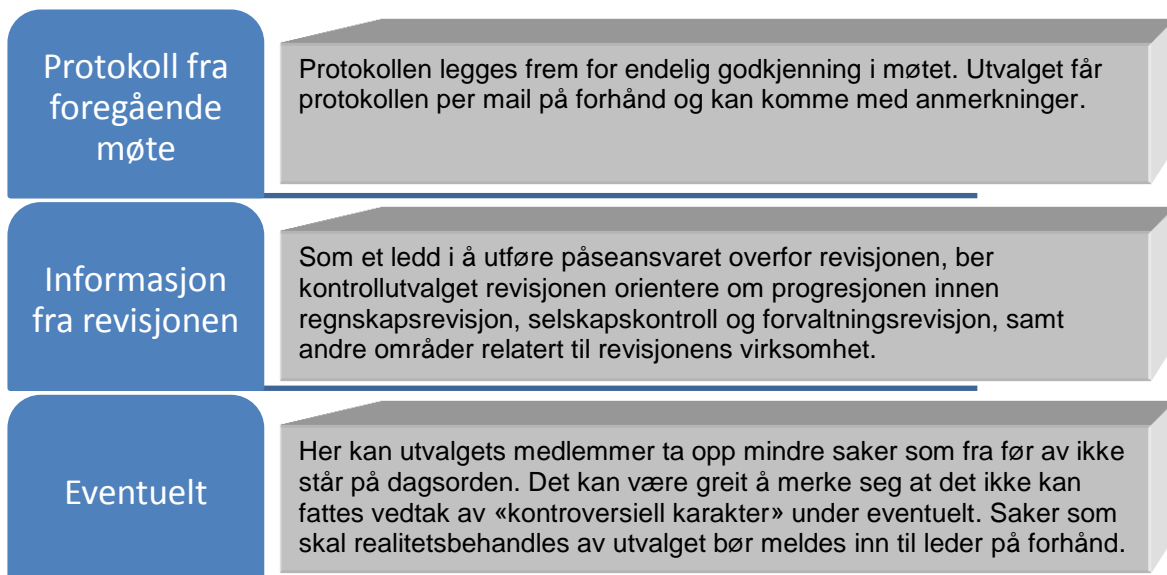 Protokoll fra
foregående
møte
Protokollen legges frem for endelig godkjenning i møtet. Utvalget får
protokollen per mail på forhånd og kan komme med anmerkninger.
Informasjon
fra revisjonen
Som et ledd i å utføre påseansvaret overfor revisjonen, ber
kontrollutvalget revisjonen orientere om progresjonen innen
regnskapsrevisjon, selskapskontroll og forvaltningsrevisjon, samt
andre områder relatert til revisjonens virksomhet.
Eventuelt
Her kan utvalgets medlemmer ta opp mindre saker som fra før av ikke
står på dagsorden. Det kan være greit å merke seg at det ikke kan
fattes vedtak av «kontroversiell karakter» under eventuelt. Saker som
skal realitetsbehandles av utvalget bør meldes inn til leder på forhånd.